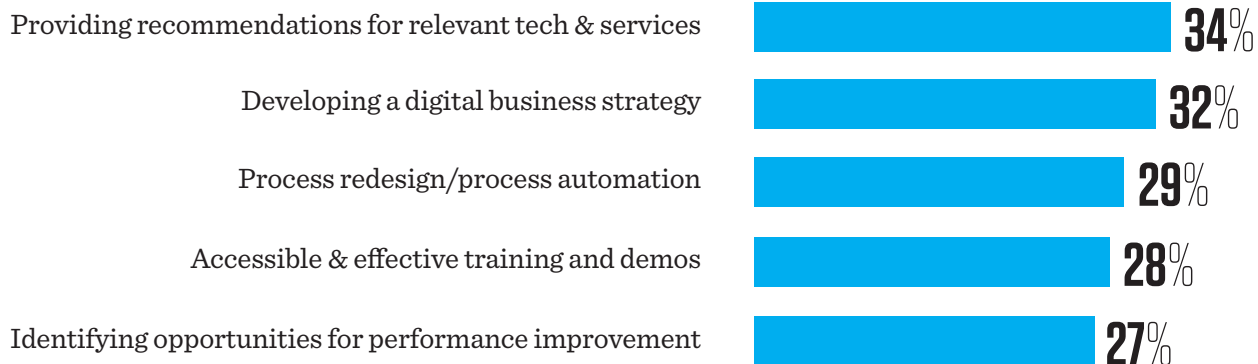 Providing recommendations for relevant tech & services 34%
Developing a digital business strategy 32%
Process redesign/process automation 29%
Accessible & effective training and demos 28%
Identifying opportunities for performance improvement 27%